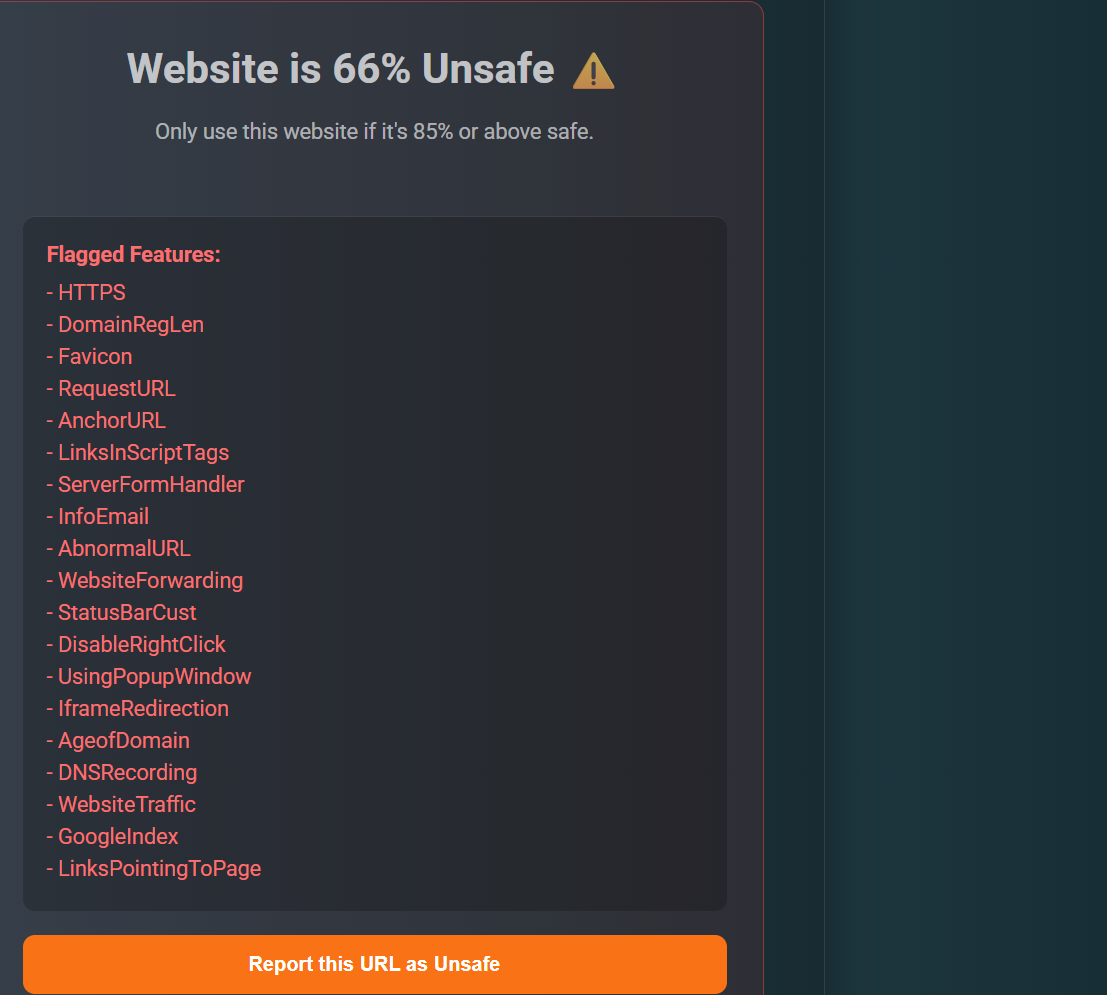 Website is 66% Unsafe ⚠️
Only use this website if it's 85% or above safe.
Flagged Features:
- HTTPS
- DomainRegLen
- Favicon
- RequestURL
- AnchorURL
- LinksInScriptTags
- ServerFormHandler
- InfoEmail
- AbnormalURL
- WebsiteForwarding
- StatusBarCust
- DisableRightClick
- UsingPopupWindow
- IframeRedirection
- AgeofDomain
- DNSRecording
- WebsiteTraffic
- GoogleIndex
- LinksPointingToPage
Report this URL as Unsafe